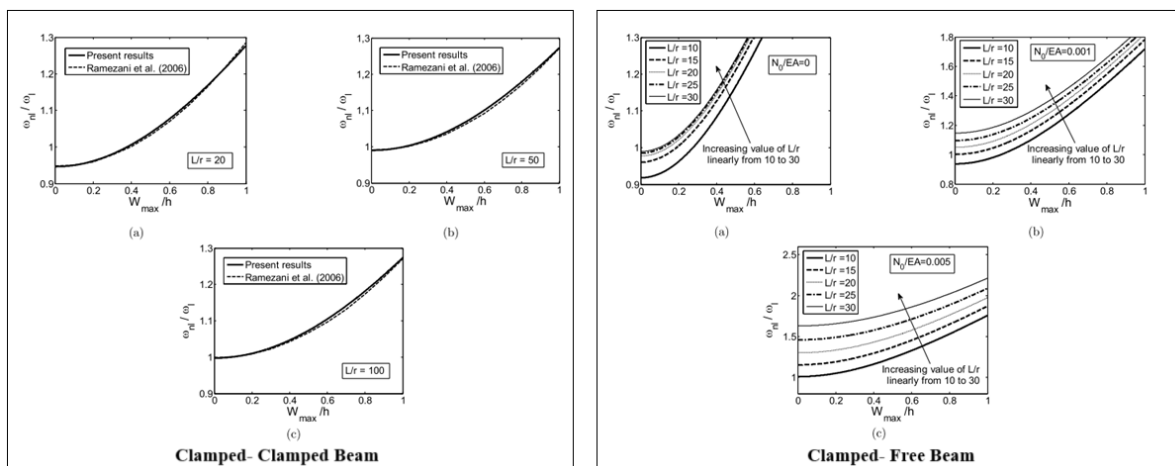 1.3
Present results
Ramezani et al. (2006)
1.2
1.1
1
0.9
ω_nl / ω_l
L/r = 20
0 0.2 0.4 0.6 0.8 1
W_max/h
(a)
1.3
Present results
Ramezani et al. (2006)
1.2
1.1
1
0.9
ω_nl / ω_l
L/r = 50
0 0.2 0.4 0.6 0.8 1
W_max/h
(b)
1.3
Present results
Ramezani et al. (2006)
1.2
1.1
1
0.9
ω_nl / ω_l
L/r = 100
0 0.2 0.4 0.6 0.8 1
W_max/h
(c)
Clamped- Clamped Beam
1.3
1.2
1.1
1
0.9
ω_nl / ω_l
L/r =10
L/r =15
L/r =20
L/r =25
L/r =30
N_0/EA=0
Increasing value of L/r
linearly from 10 to 30
0 0.2 0.4 0.6 0.8 1
W_max/h
(a)
1.8
1.6
1.4
1.2
1
0.8
ω_nl / ω_l
L/r =10
L/r =15
L/r =20
L/r =25
L/r =30
N_0/EA=0.001
Increasing value of L/r
linearly from 10 to 30
0 0.2 0.4 0.6 0.8 1
W_max/h
(b)
2.5
2
1.5
1
ω_nl / ω_l
L/r =10
L/r =15
L/r =20
L/r =25
L/r =30
N_0/EA=0.005
Increasing value of L/r
linearly from 10 to 30
0 0.2 0.4 0.6 0.8 1
W_max/h
(c)
Clamped- Free Beam